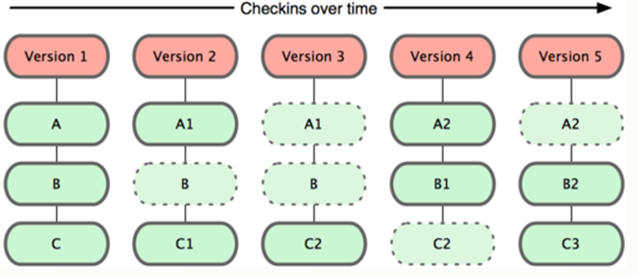 Checkins over time
Version 1 Version 2 Version 3 Version 4 Version 5
A A1 A1 A2 A2
B B B B1 B2
C C1 C2 C2 C3